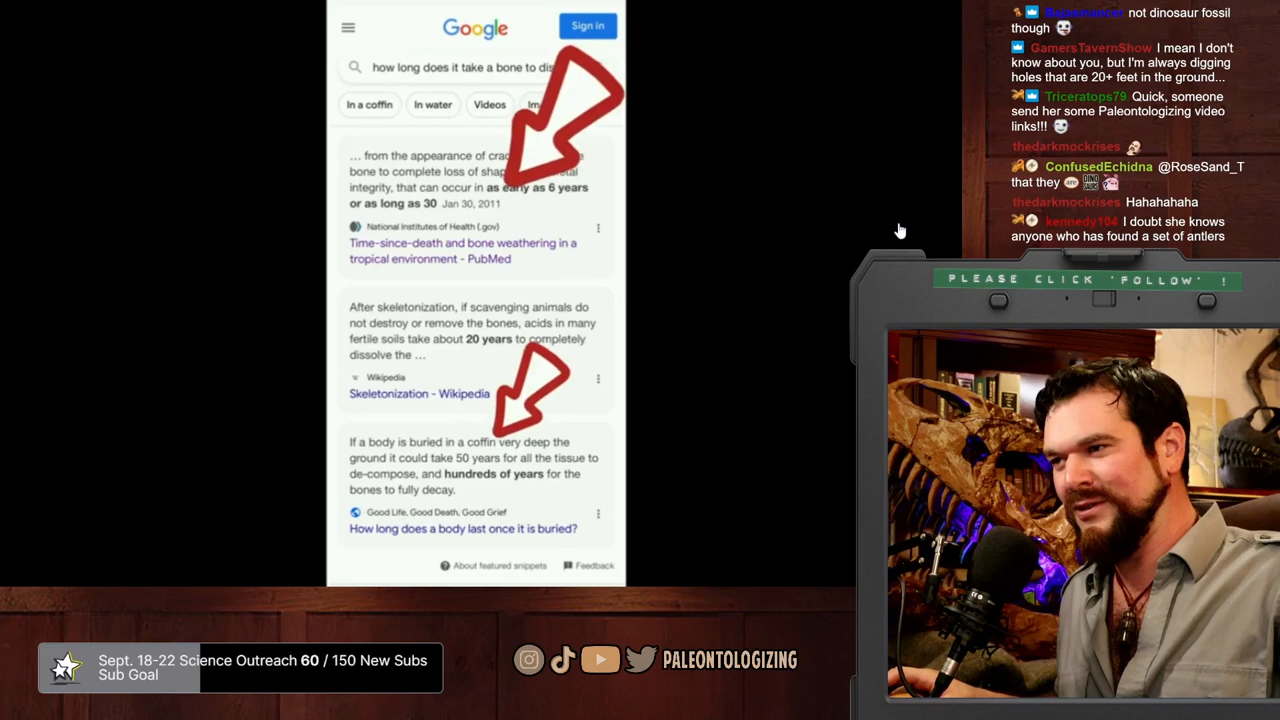 Google
Sign in
how long does it take a bone to dis
In a coffin
In water
Videos
... from the appearance of
bone to complete loss of
integrity, that can occur in as early as 6 years
or as long as 30 Jan 30, 2011
National Institutes of Health (.gov)
Time-since-death and bone weathering in a
tropical environment - PubMed
After skeletonization, if scavenging animals do
not destroy or remove the bones, acids in many
fertile soils take about 20 years to completely
dissolve the ...
Wikipedia
Skeletonization - Wikipedia
If a body is buried in a coffin very deep the
ground it could take 50 years for all the tissue to
de-compose, and hundreds of years for the
bones to fully decay.
Good Life, Good Death, Good Grief
How long does a body last once it is buried?
About featured snippets
Feedback
not dinosaur fossil
though
GamersTavernShow I mean I don't
know about you, but I'm always digging
holes that are 20+ feet in the ground...
Triceratops79 Quick, someone
send her some Paleontologizing video
links!!!
thedarkmockrises
ConfusedEchidna @RoseSand_T
that they are
thedarkmockrises Hahahahaha
kennedy104 I doubt she knows
anyone who has found a set of antlers
PLEASE CLICK 'FOLLOW' !
Sept. 18-22 Science Outreach 60 / 150 New Subs
Sub Goal
PALEONTOLOGIZING